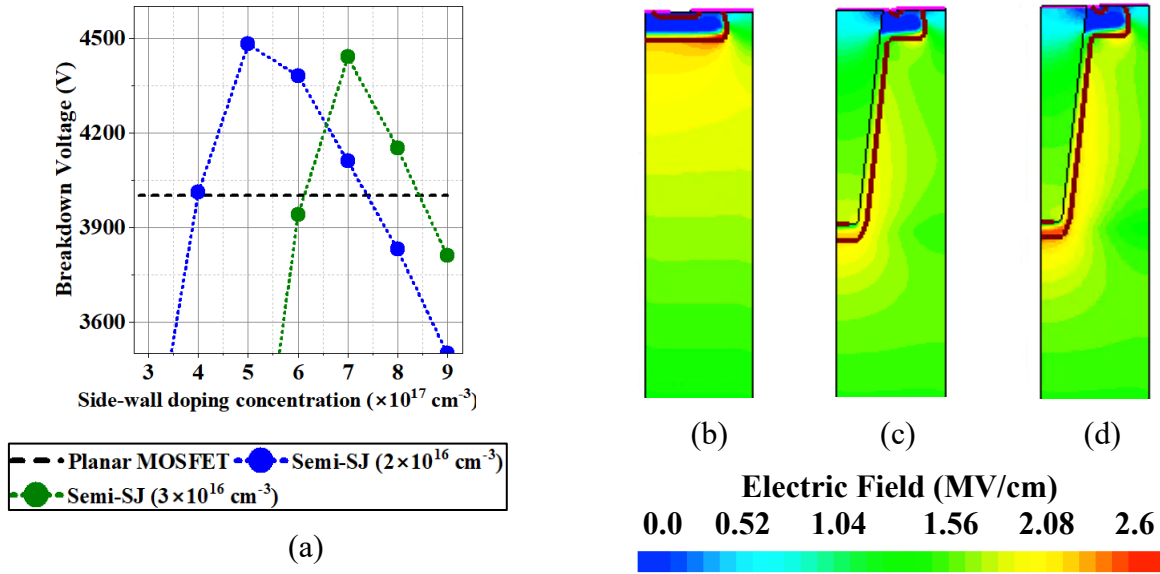 4500
4200
3900
3600
Breakdown Voltage (V)
3 4 5 6 7 8 9
Side-wall doping concentration (×10¹⁷ cm⁻³)
Planar MOSFET Semi-SJ (2×10¹⁶ cm⁻³)
Semi-SJ (3×10¹⁶ cm⁻³)
(a)
(b) (c) (d)
Electric Field (MV/cm)
0.0 0.52 1.04 1.56 2.08 2.6